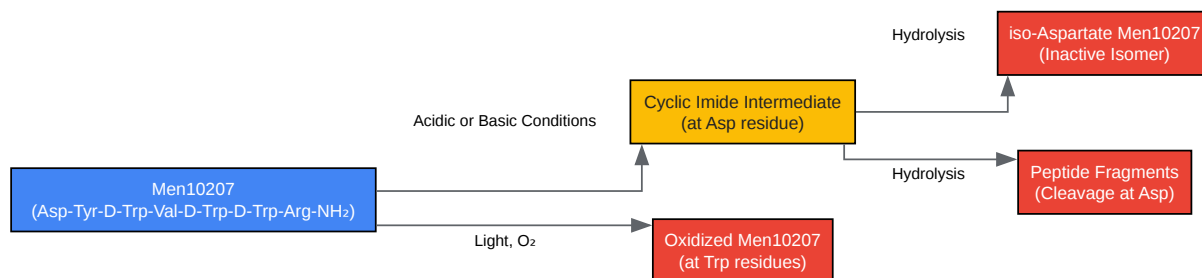 Men10207
(Asp-Tyr-D-Trp-Val-D-Trp-D-Trp-Arg-NH₂)
Acidic or Basic Conditions
Light, O₂
Cyclic Imide Intermediate
(at Asp residue)
Oxidized Men10207
(at Trp residues)
Hydrolysis
iso-Aspartate Men10207
(Inactive Isomer)
Hydrolysis
Peptide Fragments
(Cleavage at Asp)